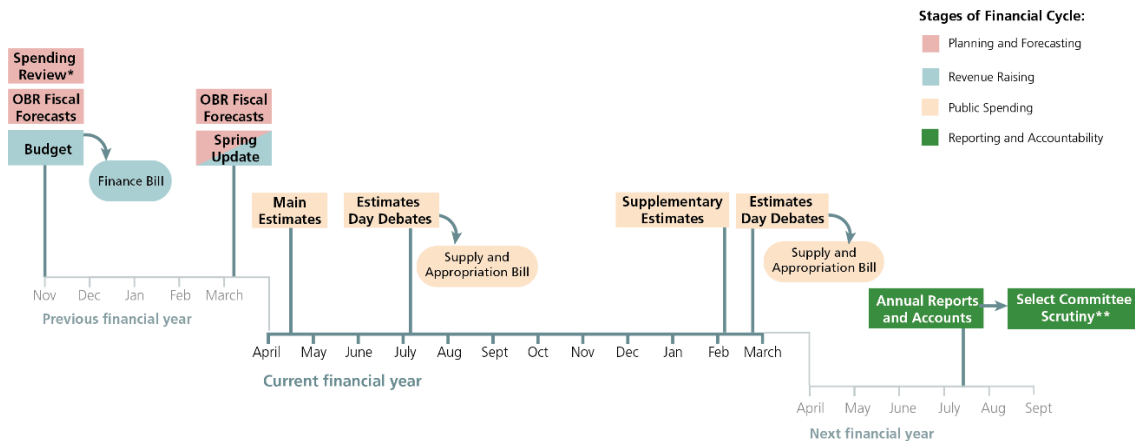 Stages of Financial Cycle:
Planning and Forecasting
Revenue Raising
Public Spending
Reporting and Accountability
Spending
Review*
OBR Fiscal
Forecasts
Budget
Finance Bill
OBR Fiscal
Forecasts
Spring
Update
Main
Estimates
Estimates
Day Debates
Supply and
Appropriation Bill
Supplementary
Estimates
Estimates
Day Debates
Supply and
Appropriation Bill
Nov Dec Jan Feb March
Previous financial year
Annual Reports
and Accounts
Select Committee
Scrutiny**
April May June July Aug Sept Oct Nov Dec Jan Feb March
Current financial year
April May June July Aug Sept
Next financial year